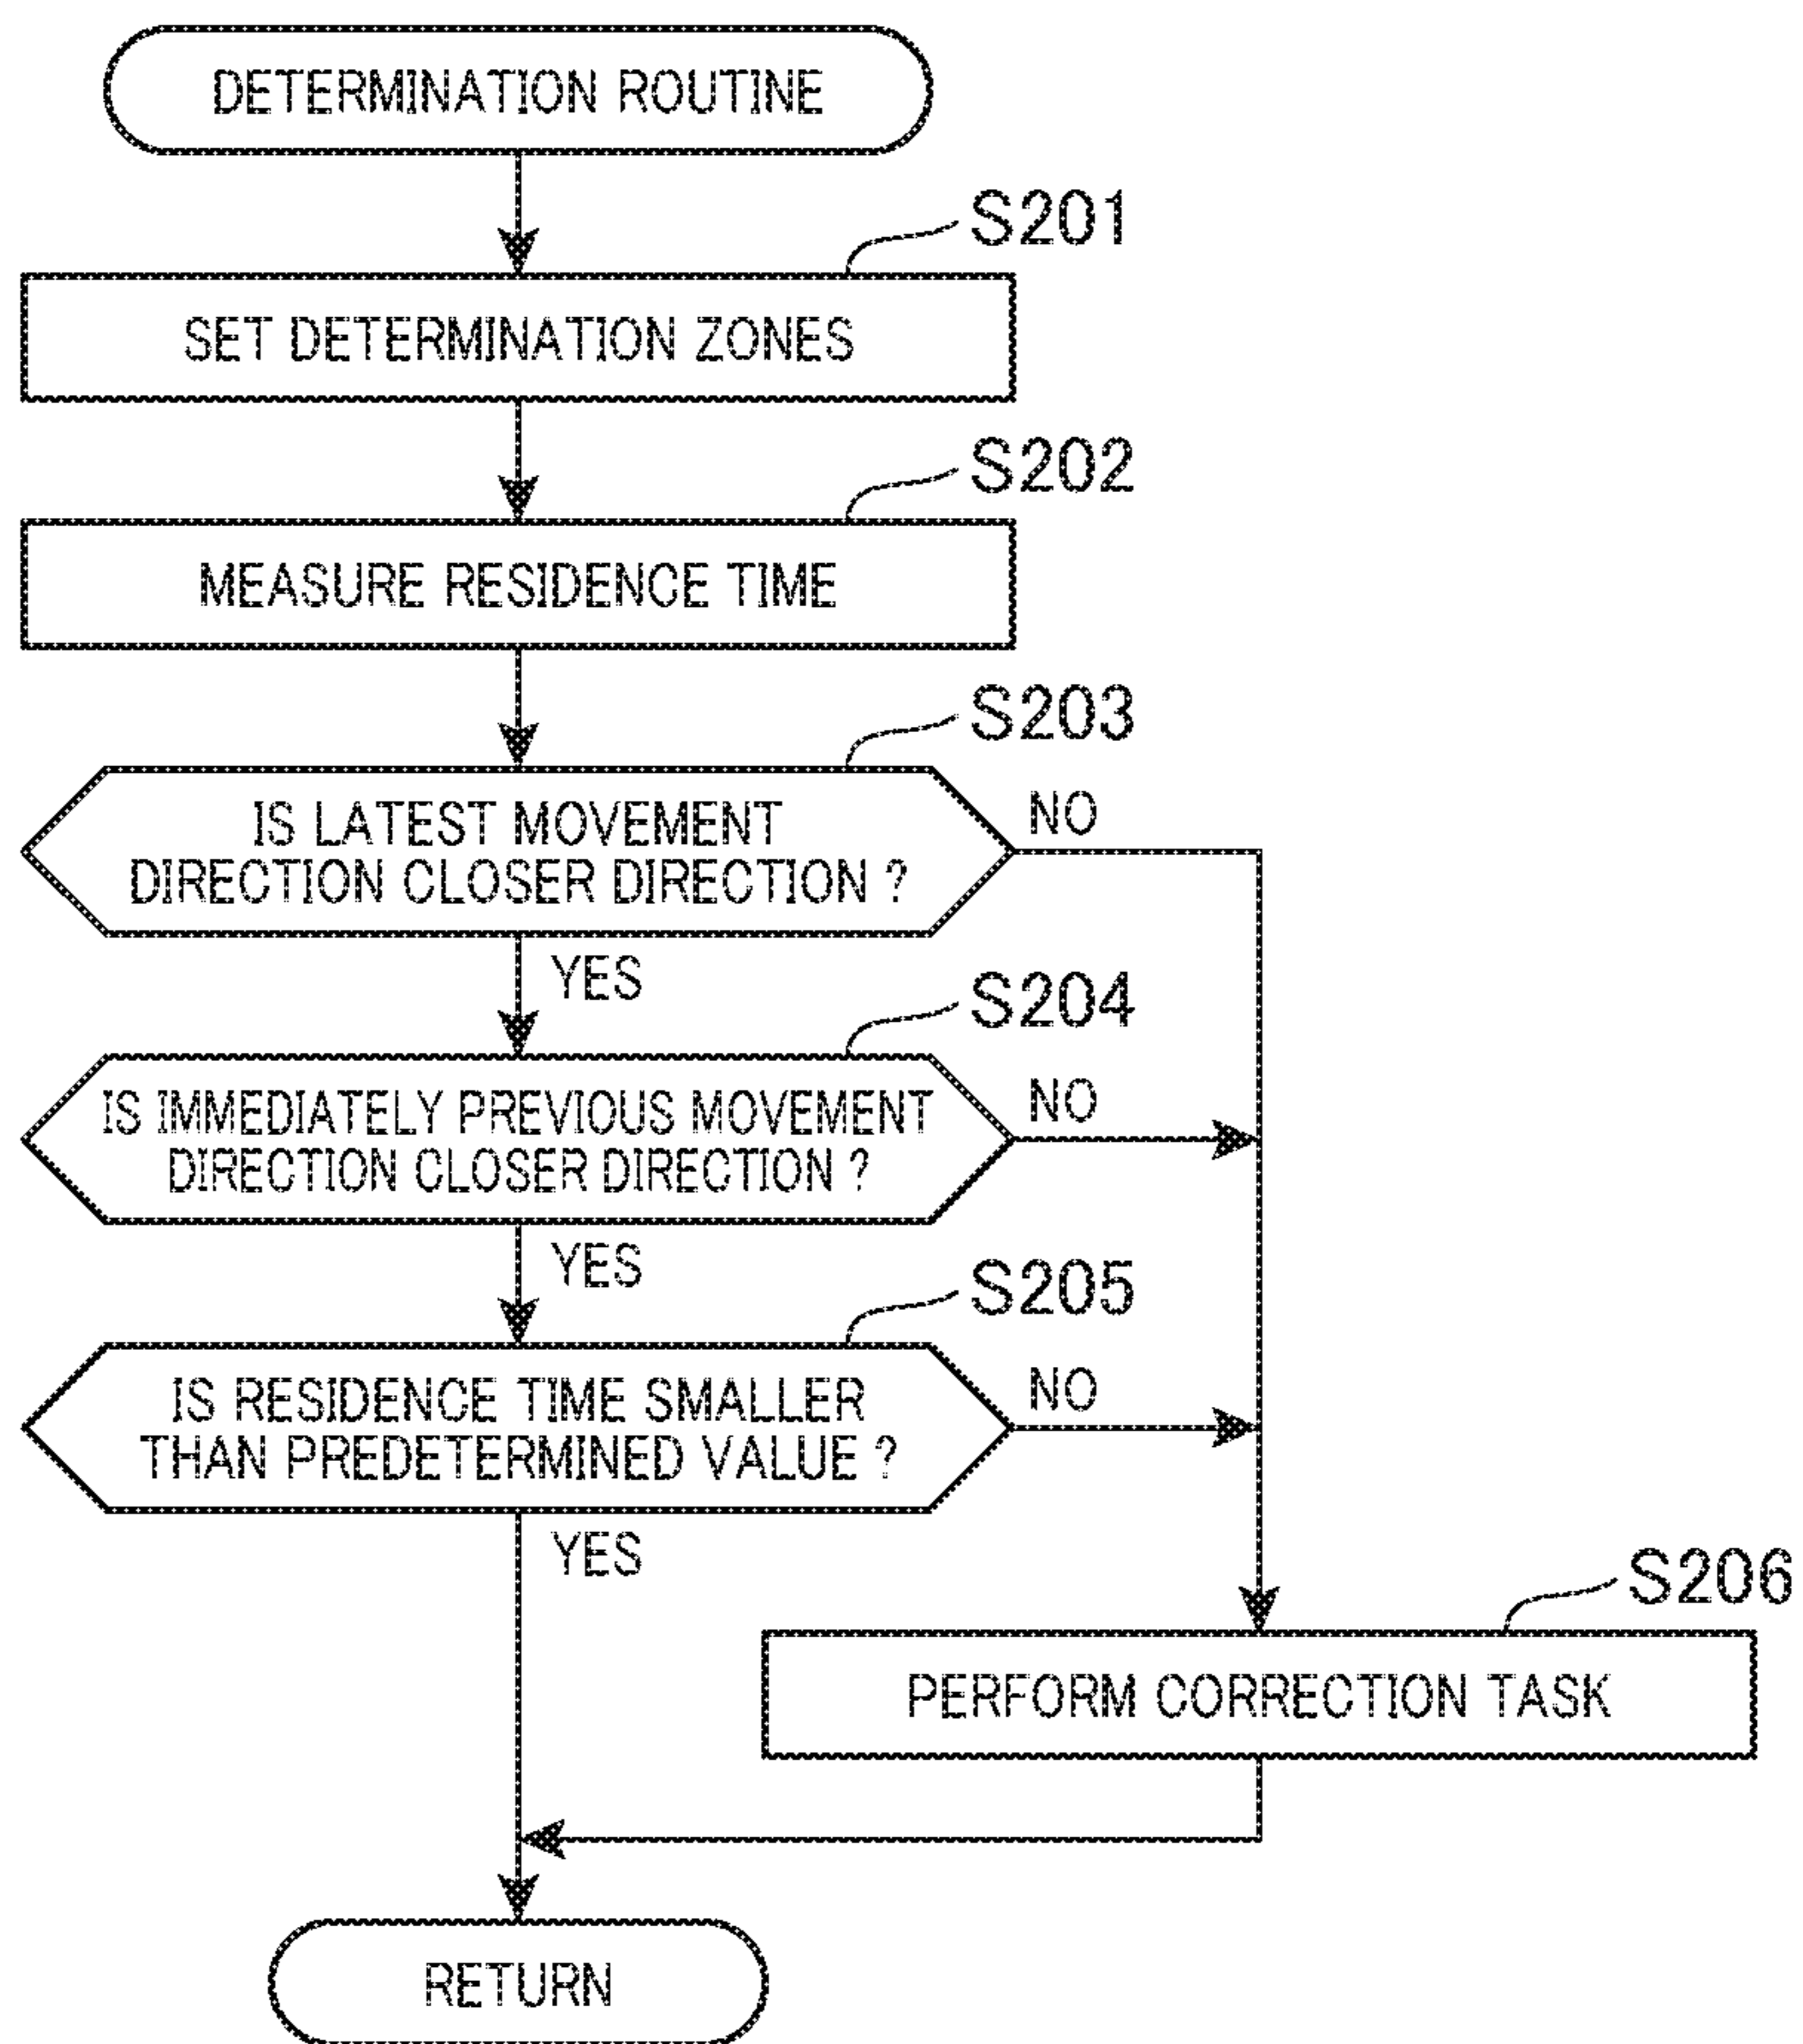 DETERMINATION ROUTINE
S201
SET DETERMINATION ZONES
S202
MEASURE RESIDENCE TIME
S203
IS LATEST MOVEMENT
DIRECTION CLOSER DIRECTION ?
NO
YES
S204
IS IMMEDIATELY PREVIOUS MOVEMENT
DIRECTION CLOSER DIRECTION ?
NO
YES
S205
IS RESIDENCE TIME SMALLER
THAN PREDETERMINED VALUE ?
NO
YES
S206
PERFORM CORRECTION TASK
RETURN